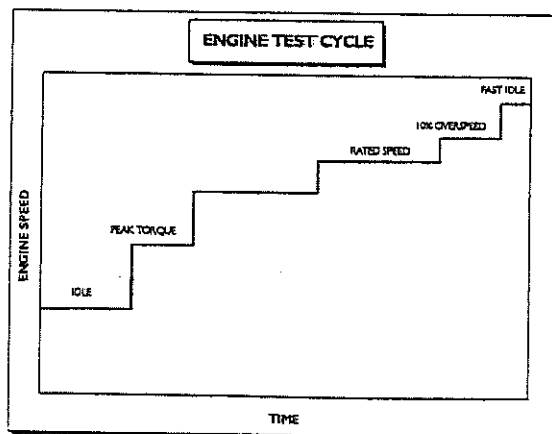 ENGINE TEST CYCLE
FAST IDLE
10% OVERSPEED
RATED SPEED
PEAK TORQUE
IDLE
ENGINE SPEED
TIME